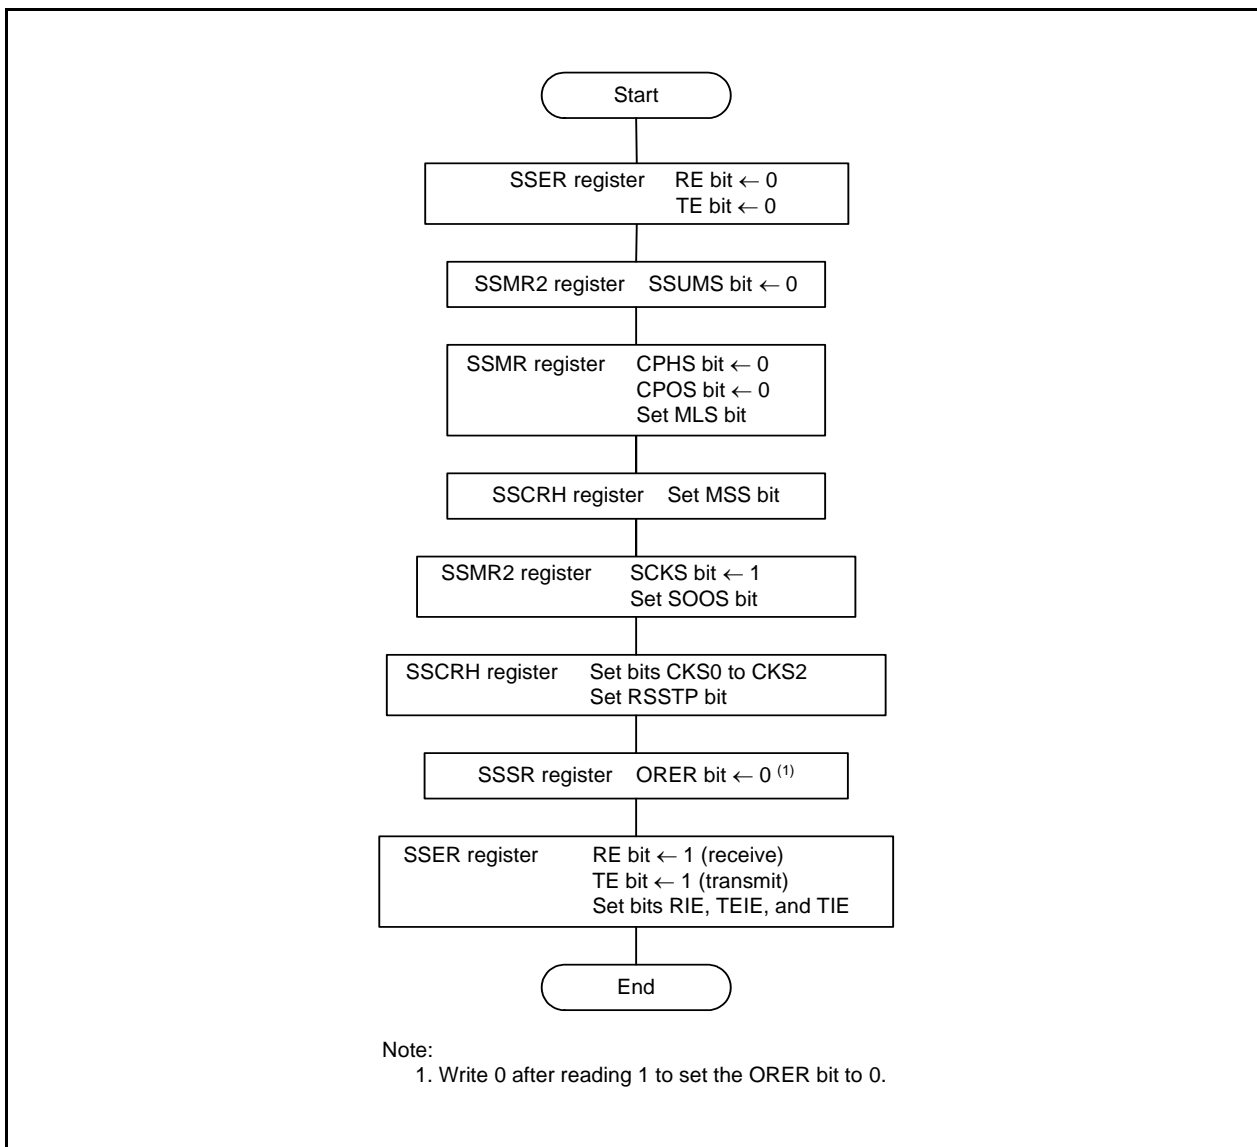 Start
SSER register RE bit ← 0
TE bit ← 0
SSMR2 register SSUMS bit ← 0
SSMR register CPHS bit ← 0
CPOS bit ← 0
Set MLS bit
SSCRH register Set MSS bit
SSMR2 register SCKS bit ← 1
Set SOOS bit
SSCRH register Set bits CKS0 to CKS2
Set RSSTP bit
SSSR register ORER bit ← 0 (1)
SSER register RE bit ← 1 (receive)
TE bit ← 1 (transmit)
Set bits RIE, TEIE, and TIE
End
Note:
1. Write 0 after reading 1 to set the ORER bit to 0.